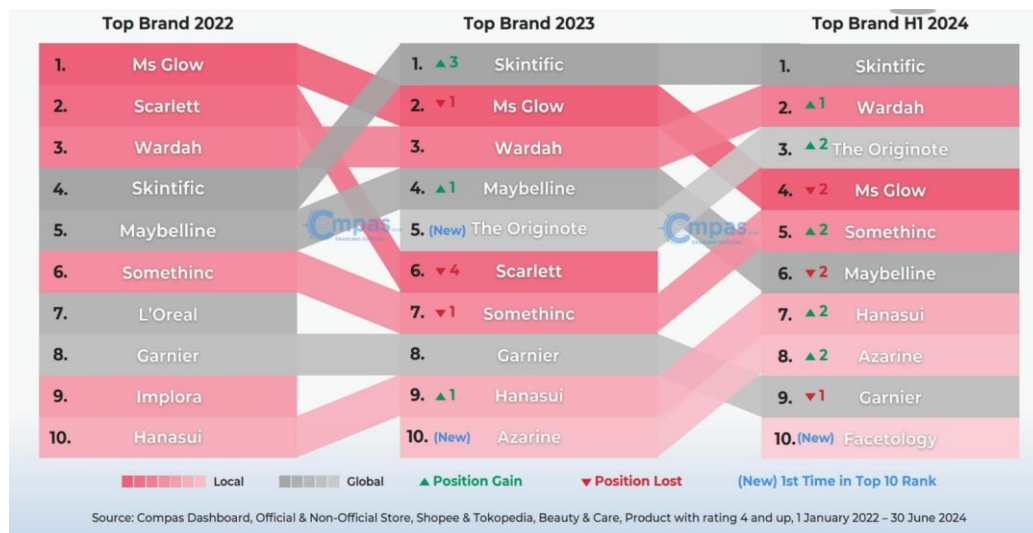 Top Brand 2022
1. Ms Glow
2. Scarlett
3. Wardah
4. Skintific
5. Maybelline
6. Somethinc
7. L'Oreal
8. Garnier
9. Implora
10. Hanasui
Top Brand 2023
1. ▲3 Skintific
2. ▼1 Ms Glow
3. Wardah
4. ▲1 Maybelline
5. (New) The Originote
6. ▼4 Scarlett
7. ▼1 Somethinc
8. Garnier
9. ▲1 Hanasui
10. (New) Azarine
Top Brand H1 2024
1. Skintific
2. ▲1 Wardah
3. ▲2 The Originote
4. ▼2 Ms Glow
5. ▲2 Somethinc
6. ▼2 Maybelline
7. ▲2 Hanasui
8. ▲2 Azarine
9. ▼1 Garnier
10. (New) Facetology
Cmpas
Cmpas
Local Global ▲Position Gain ▼Position Lost (New) 1st Time in Top 10 Rank
Source: Compas Dashboard, Official & Non-Official Store, Shopee & Tokopedia, Beauty & Care, Product with rating 4 and up, 1 January 2022 – 30 June 2024